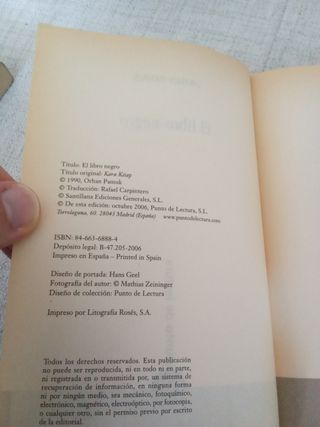 El libro negro
Título: El libro negro
Título original: Kara Kitap
© 1990, Orhan Pamuk
© Traducción: Rafael Carpintero
© Santillana Ediciones Generales, S.L.
© De esta edición: octubre 2006, Punto de Lectura, S.L.
Torrelaguna, 60. 28043 Madrid (España) www.puntodelectura.com
ISBN: 84-663-6888-4
Depósito legal: B-47.205-2006
Impreso en España – Printed in Spain
Diseño de portada: Hans Geel
Fotografía del autor: © Mathias Zeininger
Diseño de colección: Punto de Lectura
Impreso por Litografía Rosés, S.A.
Todos los derechos reservados. Esta publicación
no puede ser reproducida, ni en todo ni en parte,
ni registrada en o transmitida por, un sistema de
recuperación de información, en ninguna forma
ni por ningún medio, sea mecánico, fotoquímico,
electrónico, magnético, electroóptico, por fotocopia,
o cualquier otro, sin el permiso previo por escrito
de la editorial.